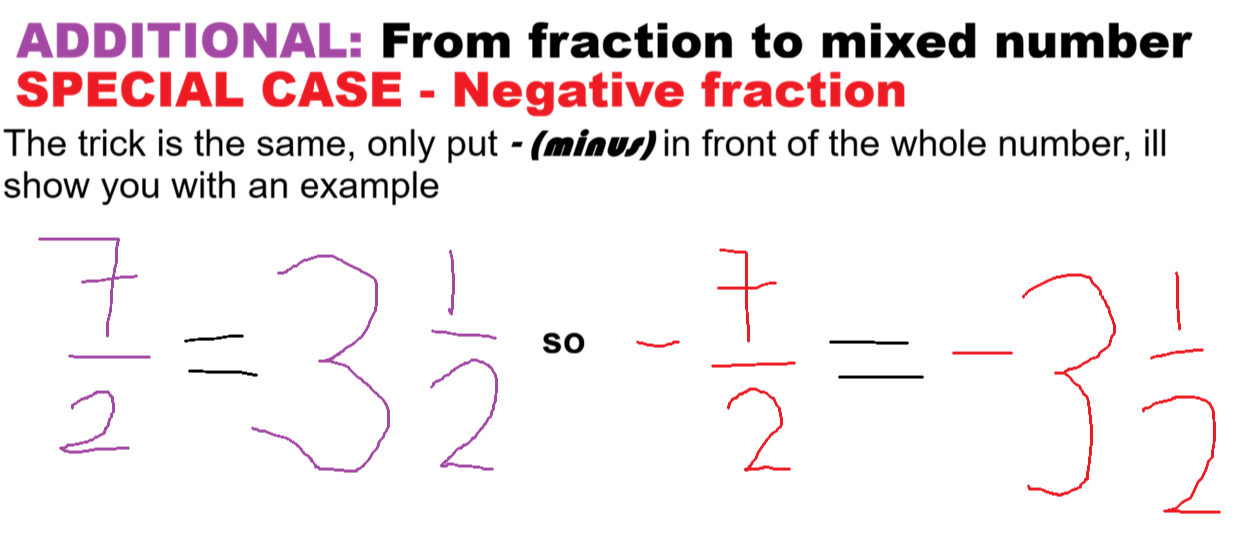 ADDITIONAL: From fraction to mixed number
SPECIAL CASE - Negative fraction
The trick is the same, only put - (minus) in front of the whole number, ill
show you with an example
7/2 = 3 1/2 so - 7/2 = - 3 1/2